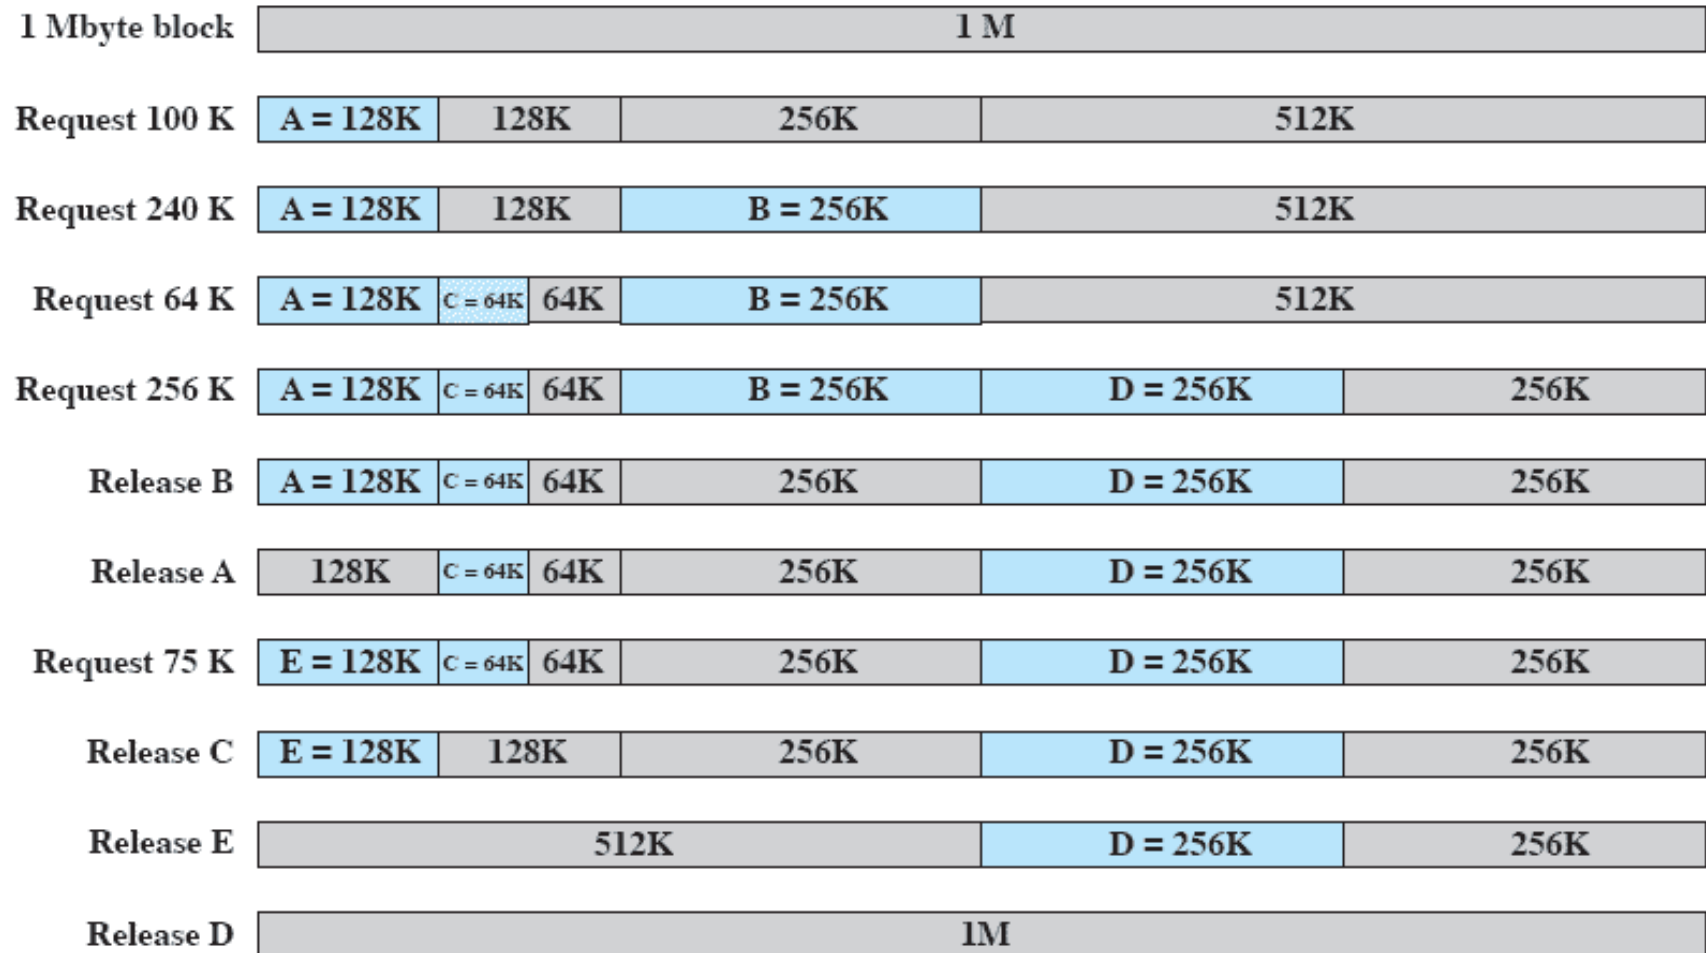 1 Mbyte block 1 M
Request 100 K A = 128K 128K 256K 512K
Request 240 K A = 128K 128K B = 256K 512K
Request 64 K A = 128K C = 64K 64K B = 256K 512K
Request 256 K A = 128K C = 64K 64K B = 256K D = 256K 256K
Release B A = 128K C = 64K 64K 256K D = 256K 256K
Release A 128K C = 64K 64K 256K D = 256K 256K
Request 75 K E = 128K C = 64K 64K 256K D = 256K 256K
Release C E = 128K 128K 256K D = 256K 256K
Release E 512K D = 256K 256K
Release D 1M